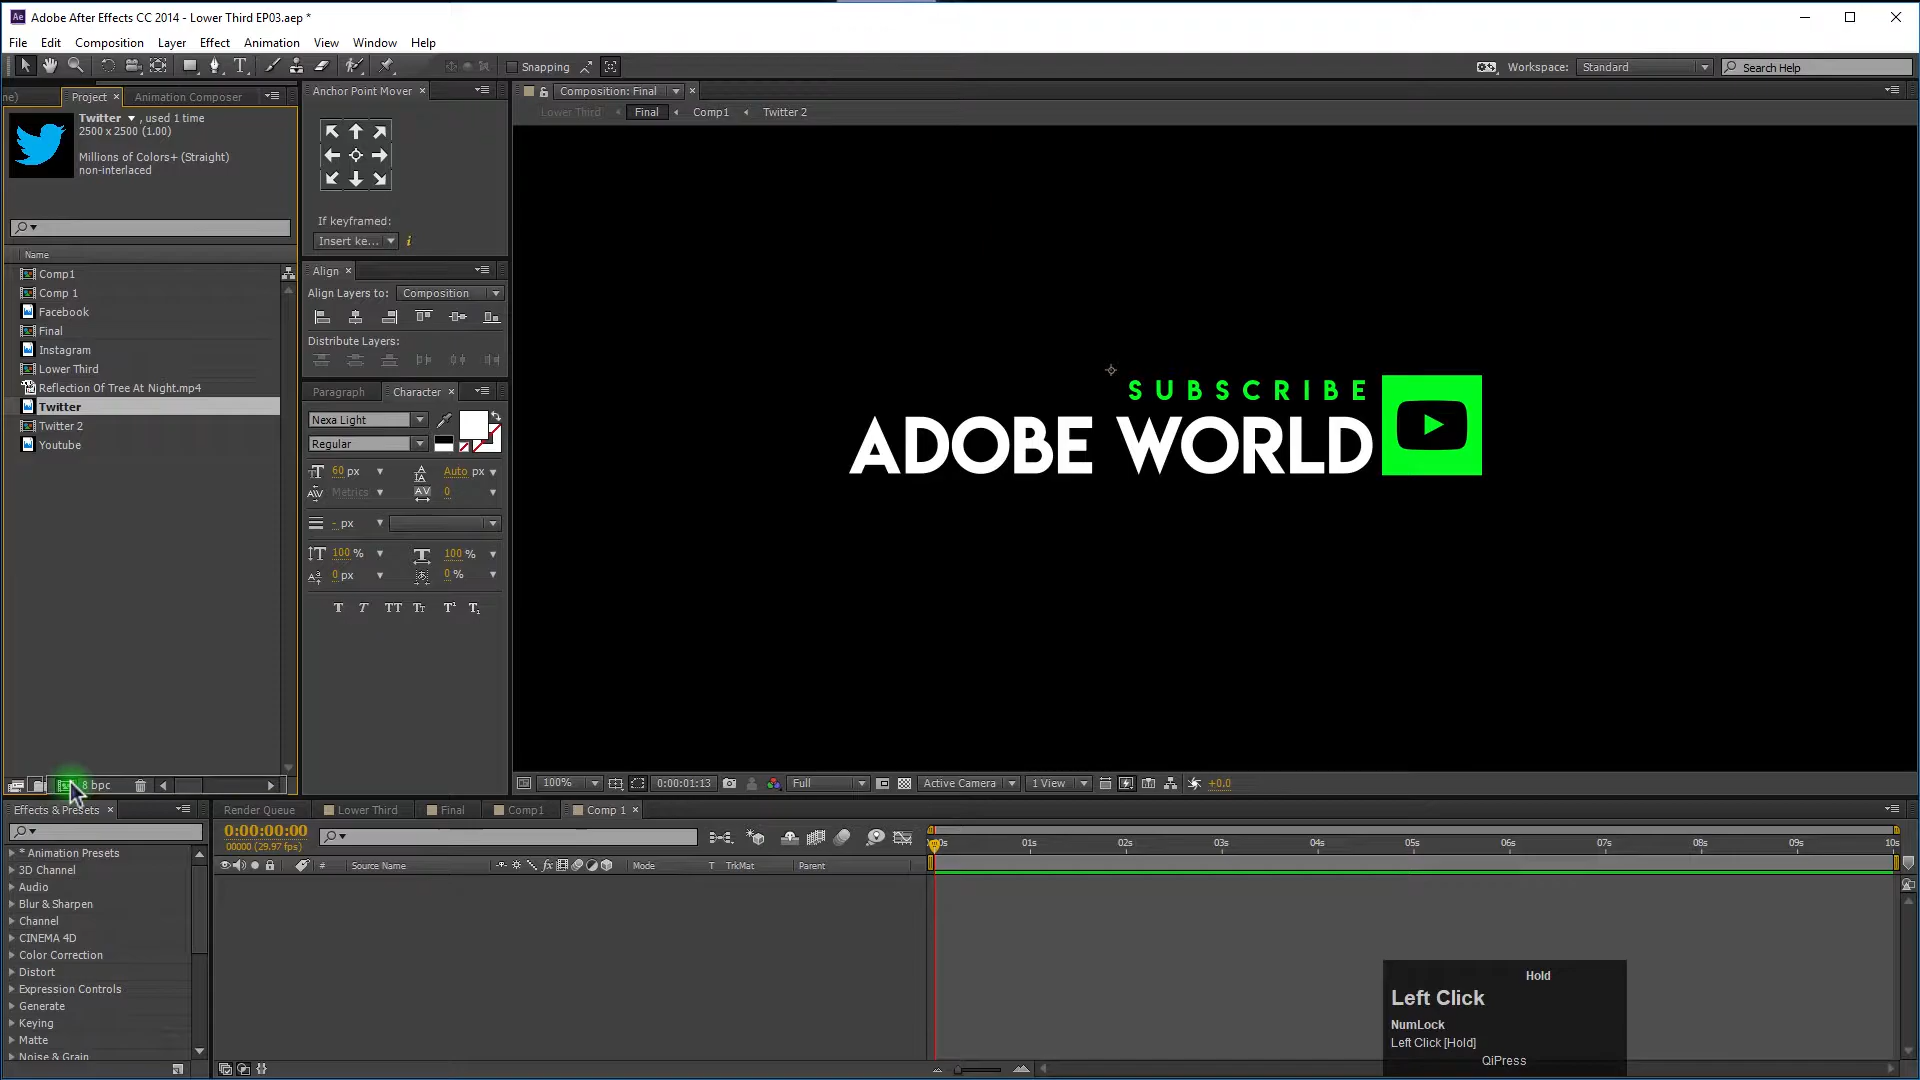 Adobe After Effects CC 2014 - Lower Third EP03.aep *
File Edit Composition Layer Effect Animation View Window Help
Snapping
Workspace: Standard
Search Help
ne)
Project
Animation Composer
Twitter , used 1 time
2500 x 2500 (1.00)
Millions of Colors+ (Straight)
non-interlaced
Name
Comp1
Comp 1
Facebook
Final
Instagram
Lower Third
Reflection Of Tree At Night.mp4
Twitter
Twitter 2
Youtube
8 bpc
Anchor Point Mover
If keyframed:
Insert ke...
Align
Align Layers to: Composition
Distribute Layers:
Paragraph
Character
Nexa Light
Regular
60 px
Auto px
Metrics
0
- px
100 %
100 %
0 px
0 %
Composition: Final
Lower Third
Final
Comp1
Twitter 2
SUBSCRIBE
ADOBE WORLD
100%
0:00:01:13
Full
Active Camera
1 View
+0.0
Effects & Presets
* Animation Presets
3D Channel
Audio
Blur & Sharpen
Channel
CINEMA 4D
Color Correction
Distort
Expression Controls
Generate
Keying
Matte
Noise & Grain
Render Queue
Lower Third
Final
Comp1
Comp 1
0:00:00:00
00000 (29.97 fps)
# Source Name Mode T TrkMat Parent
0s 01s 02s 03s 04s 05s 06s 07s 08s 09s 10s
Hold
Left Click
NumLock
Left Click [Hold]
QiPress